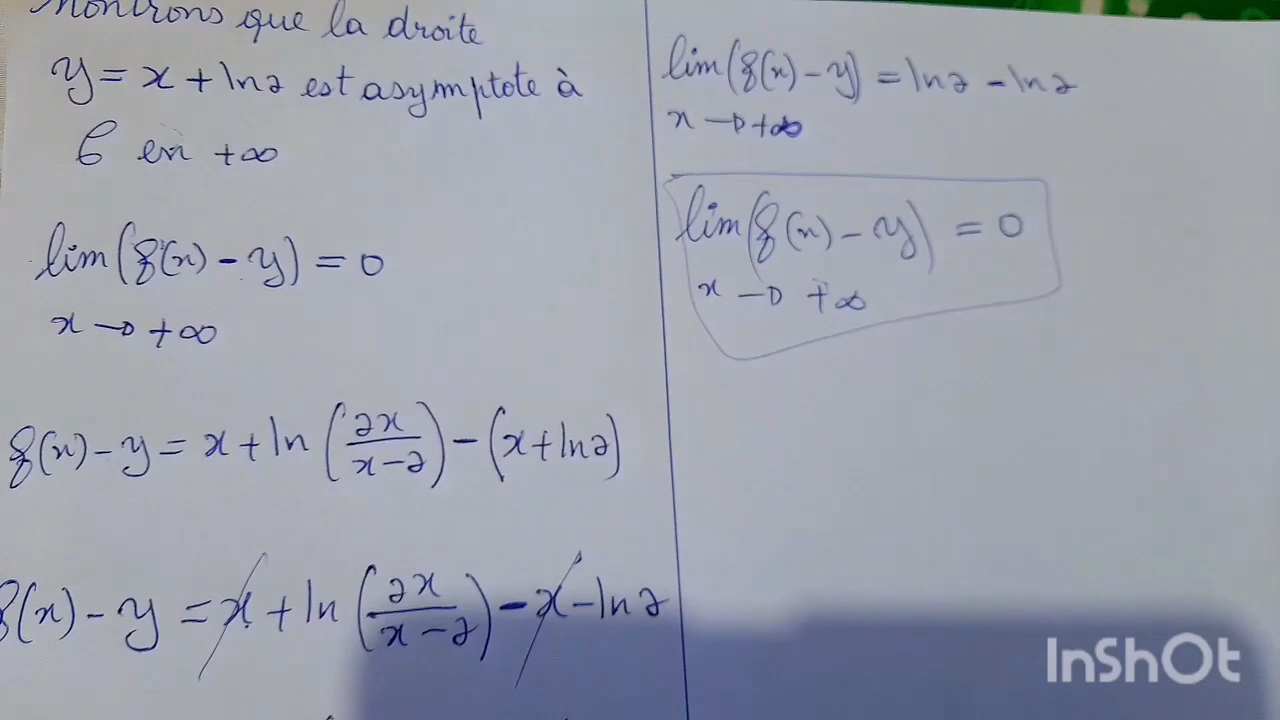 Montrons que la droite
y = x + ln2 est asymptote à
C en +∞
lim (f(x) - y) = 0
x → +∞
f(x) - y = x + ln (2x / x-2) - (x + ln2)
f(x) - y = x + ln (2x / x-2) - x - ln2
lim (f(x) - y) = ln2 - ln2
x → +∞
lim (f(x) - y) = 0
x → +∞
InShOt